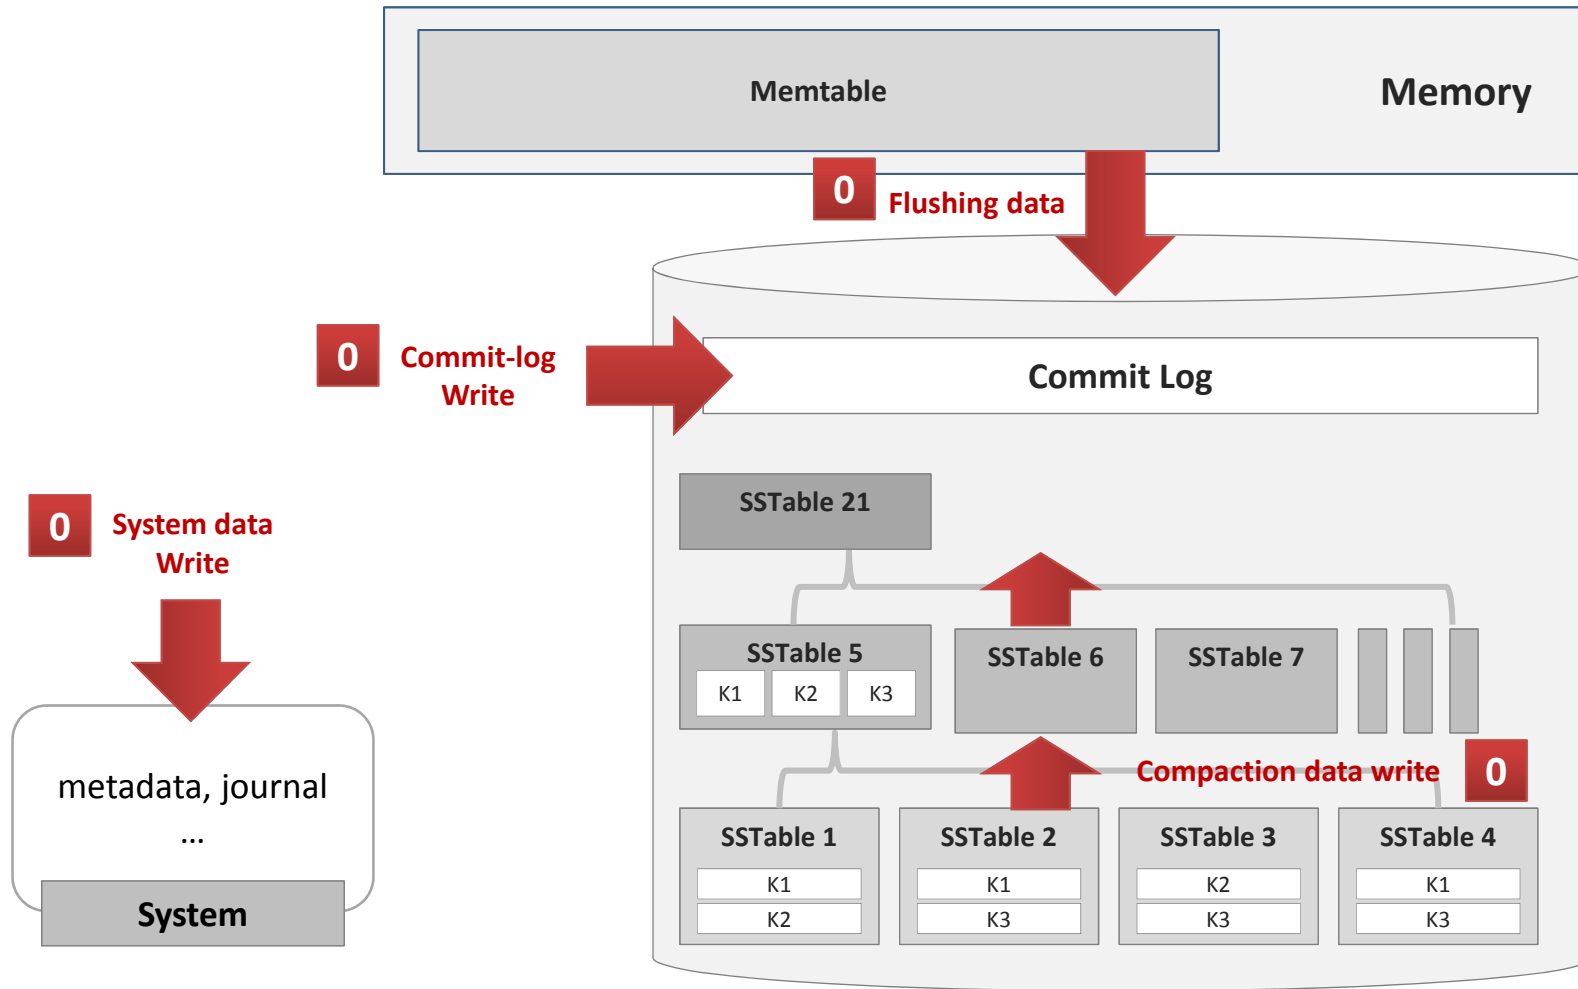 Memtable
Memory
0
Flushing data
0
Commit-log
Write
Commit Log
0
System data
Write
metadata, journal
...
System
SSTable 21
SSTable 5
K1
K2
K3
SSTable 6
SSTable 7
Compaction data write
0
SSTable 1
K1
K2
SSTable 2
K1
K3
SSTable 3
K2
K3
SSTable 4
K1
K3